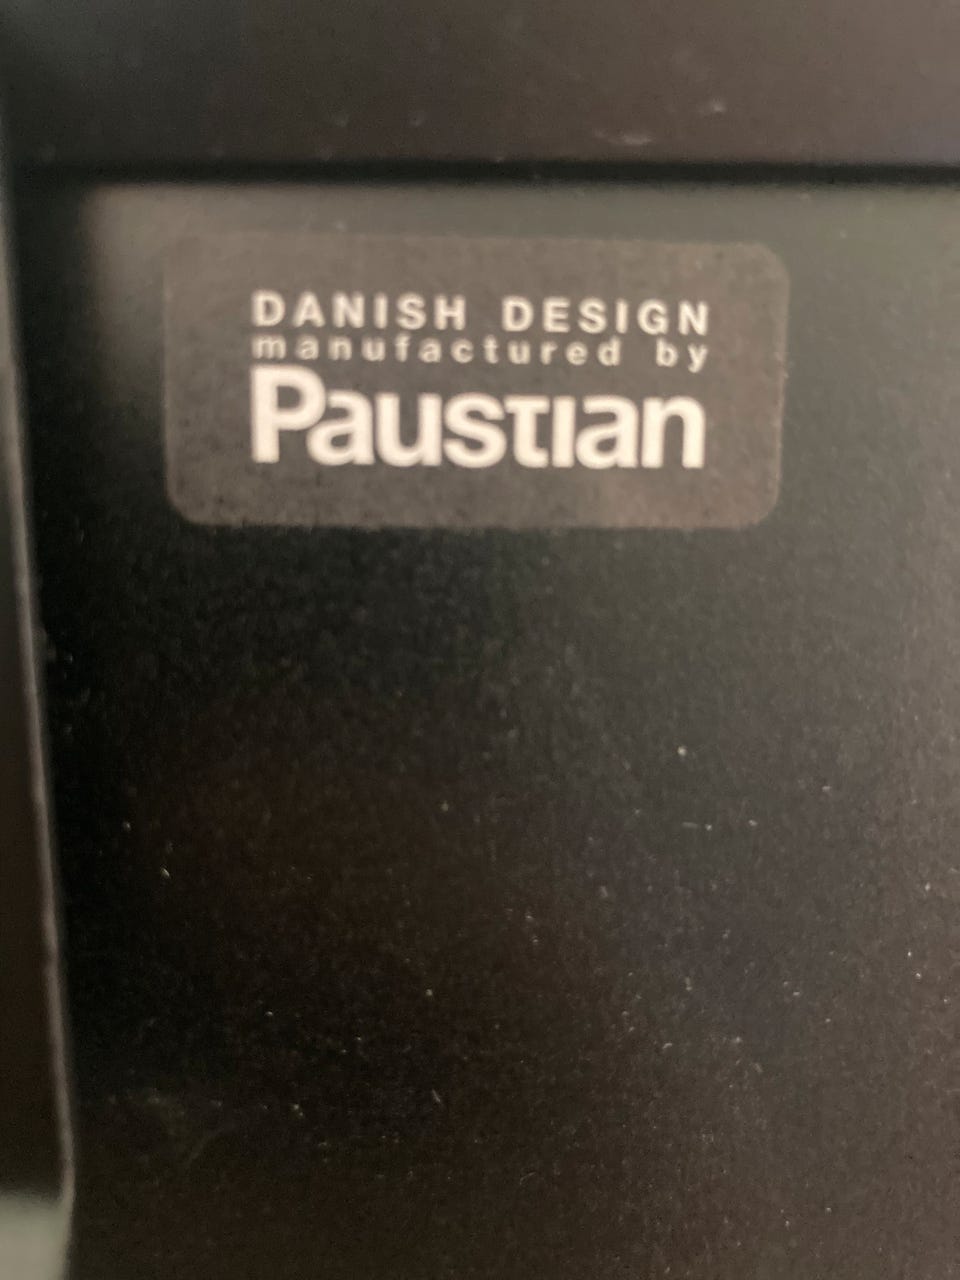 DANISH DESIGN
manufactured by
Paustian